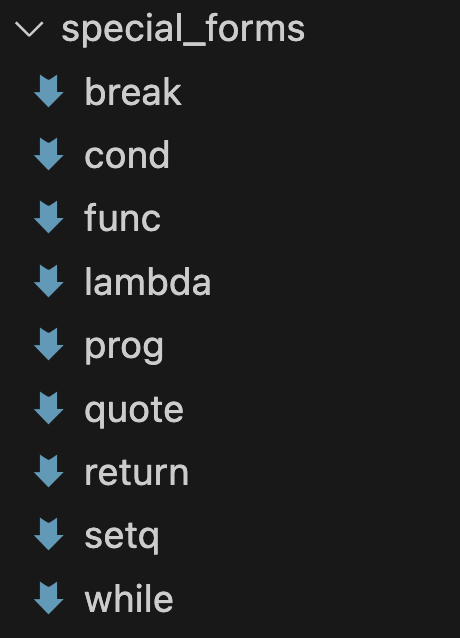 special_forms
break
cond
func
lambda
prog
quote
return
setq
while